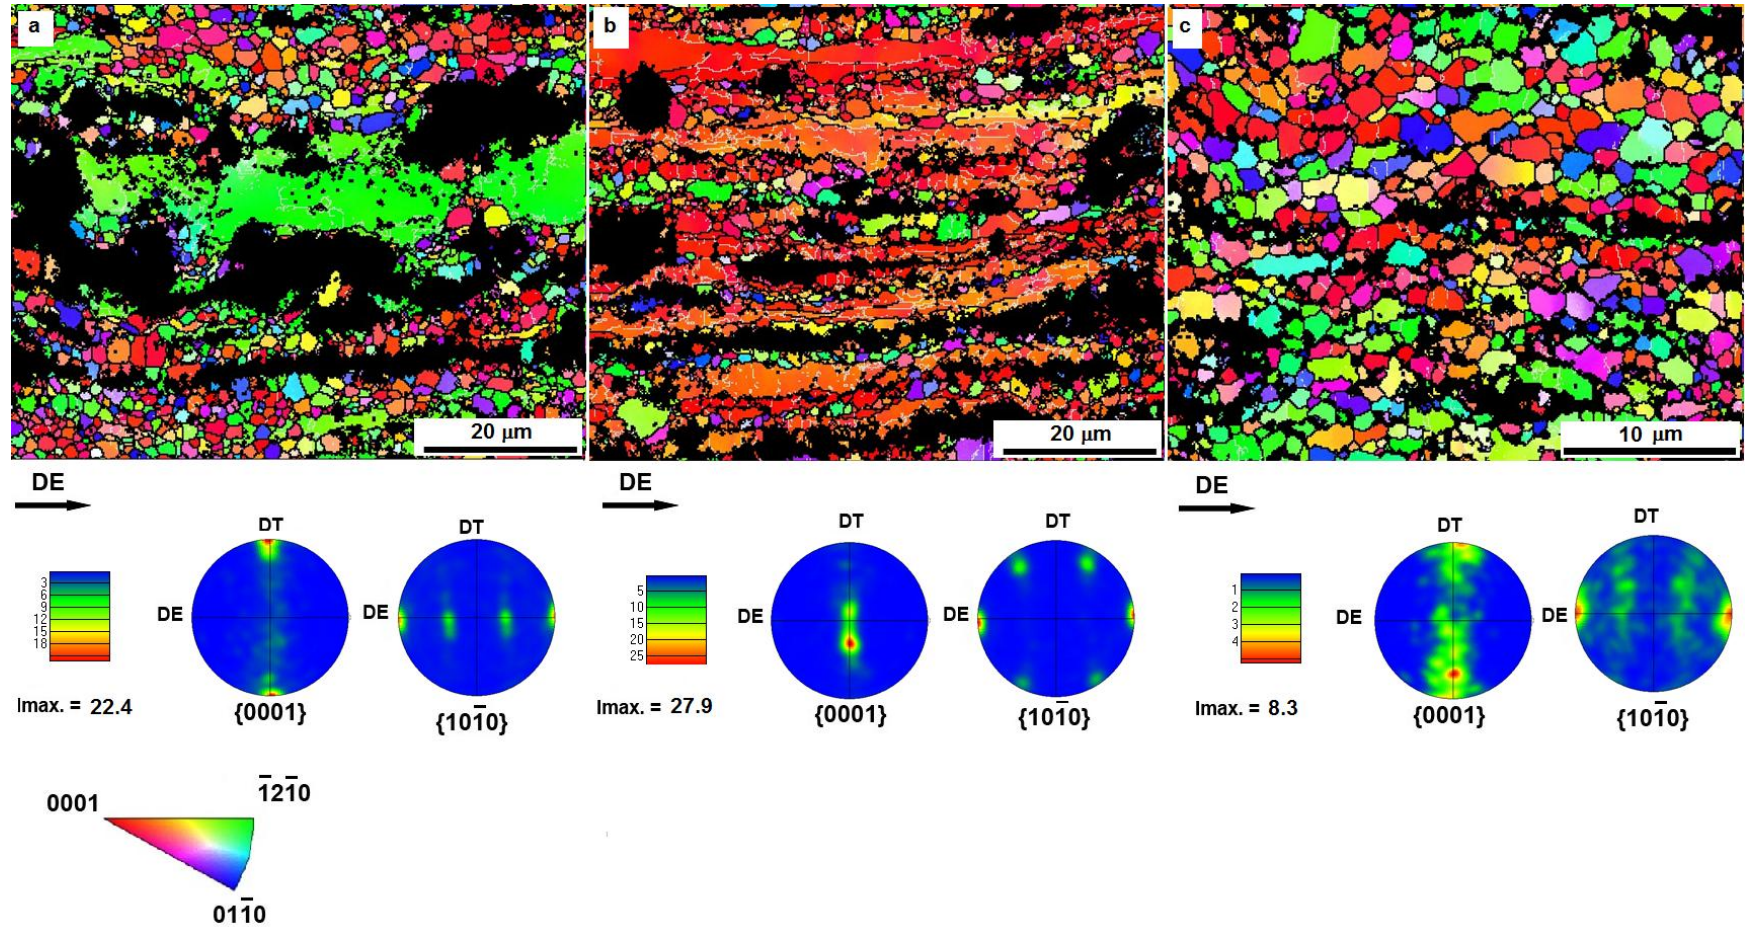 a
b
c
20 μm
20 μm
10 μm
DE
DE
DE
DT
DT
DT
DT
DT
DT
3
6
9
12
15
18
DE
DE
5
10
15
20
25
DE
DE
1
2
3
4
DE
DE
Imax. = 22.4
{0001}
{101̅0}
Imax. = 27.9
{0001}
{101̅0}
Imax. = 8.3
{0001}
{101̅0}
0001
1̅21̅0
011̅0